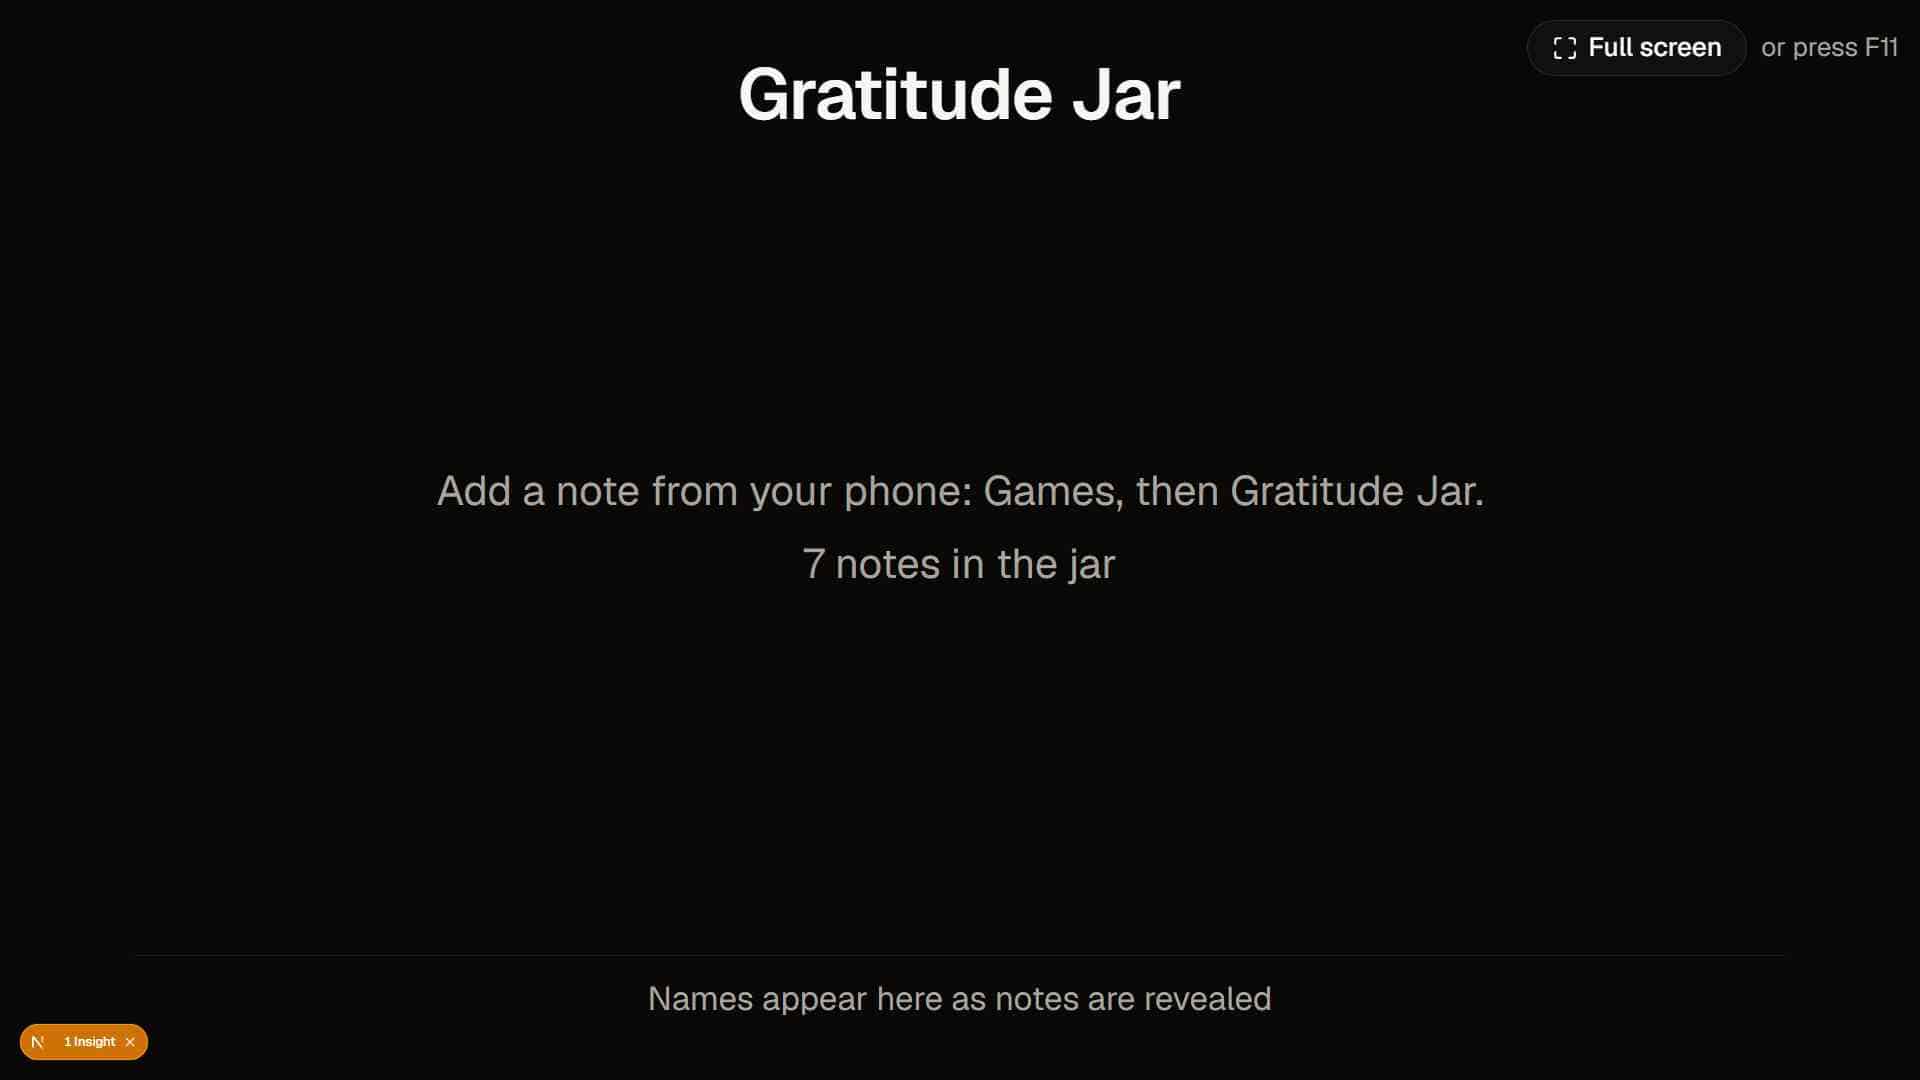 Full screen or press F11
Gratitude Jar
Add a note from your phone: Games, then Gratitude Jar.
7 notes in the jar
Names appear here as notes are revealed
1 Insight